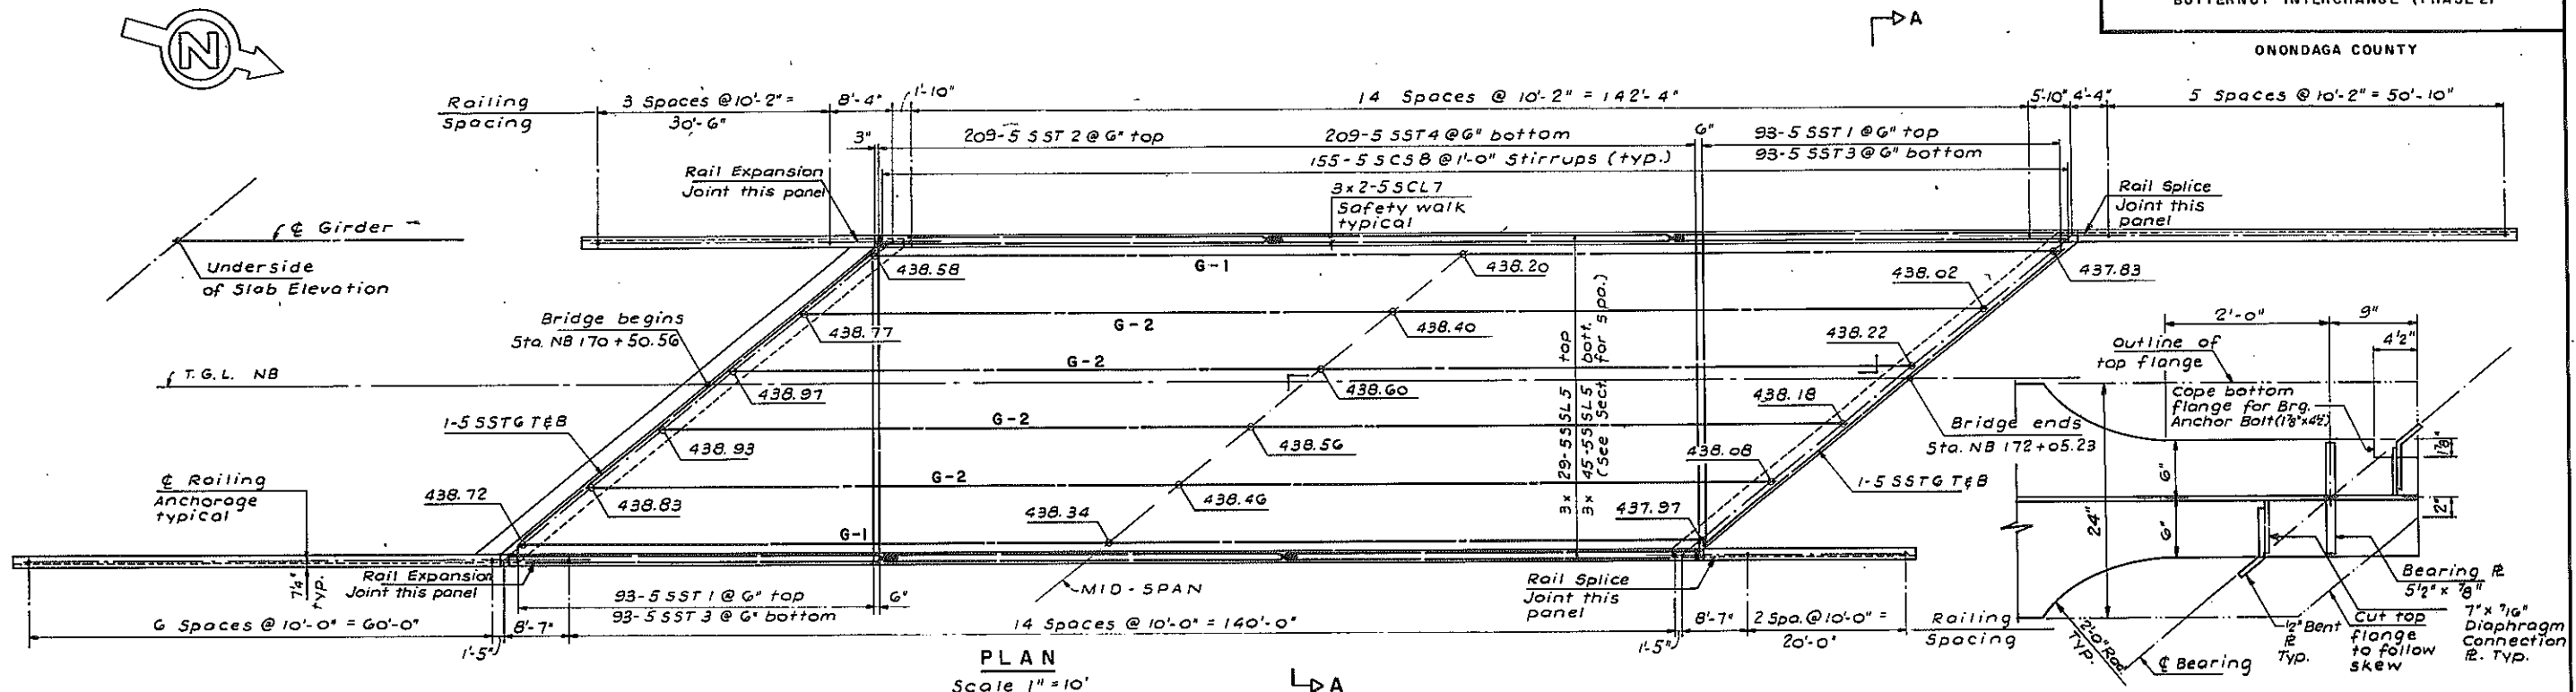 BUTTERNUT INTERCHANGE (PHASE 2)
ONONDAGA COUNTY
N
A
Railing
Spacing
3 Spaces @ 10'-2" =
30'-6"
8'-4"
1'-10"
14 Spaces @ 10'-2" = 142'-4"
5'-10"
4'-4"
5 Spaces @ 10'-2" = 50'-10"
3"
209-5 SST 2 @ 6" top
209-5 SST4 @ 6" bottom
6"
93-5 SST 1 @ 6" top
93-5 SST 3 @ 6" bottom
155-5 SCS 8 @ 1'-0" Stirrups (typ.)
Rail Expansion
Joint this panel
3 x 2-5 SCL 7
Safety walk
typical
Rail Splice
Joint this
panel
℄ Girder
Underside
of Slab Elevation
438.58
G-1
438.20
438.02
437.83
Bridge begins
Sta. NB 170 + 50.56
438.77
G-2
438.40
438.22
T.G.L. NB
438.97
G-2
438.60
438.18
Bridge ends
Sta. NB 172 + 05.23
1-5 SST6 T&B
438.93
G-2
438.56
438.08
1-5 SST6 T&B
3 x 29-5 SSL 5 top
3 x 45-5 SSL 5 bott.
(See Sect. for spa.)
℄ Railing
Anchorage
typical
438.72
438.83
G-2
438.46
438.34
437.97
G-1
7¼"
typ.
Rail Expansion
Joint this panel
93-5 SST 1 @ 6" top
93-5 SST 3 @ 6" bottom
6"
MID - SPAN
Rail Splice
Joint this
panel
6 Spaces @ 10'-0" = 60'-0"
1'-5"
8'-7"
14 Spaces @ 10'-0" = 140'-0"
1'-5"
8'-7"
2 Spa. @ 10'-0" =
20'-0"
Railing
Spacing
PLAN
Scale 1" = 10'
A
2'-0"
9"
4½"
Outline of
top flange
Cope bottom
flange for Brg.
Anchor Bolt (1⅞"x4½")
1⅞"
6"
24"
6"
2"
2'-0" Rad.
Typ.
℄ Bearing
½" Bent
℞
Typ.
Cut top
flange
to follow
skew
Bearing ℞
5½" x ⅞"
7" x 7/16"
Diaphragm
Connection
℞. Typ.